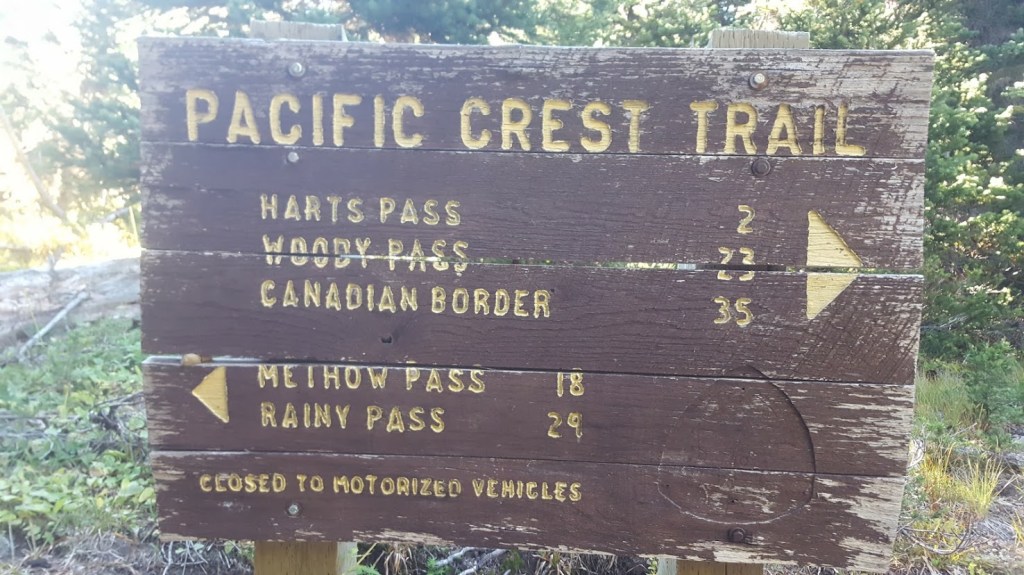 PACIFIC CREST TRAIL
HARTS PASS 2
WOODY PASS 23
CANADIAN BORDER 35
METHOW PASS 18
RAINY PASS 29
CLOSED TO MOTORIZED VEHICLES